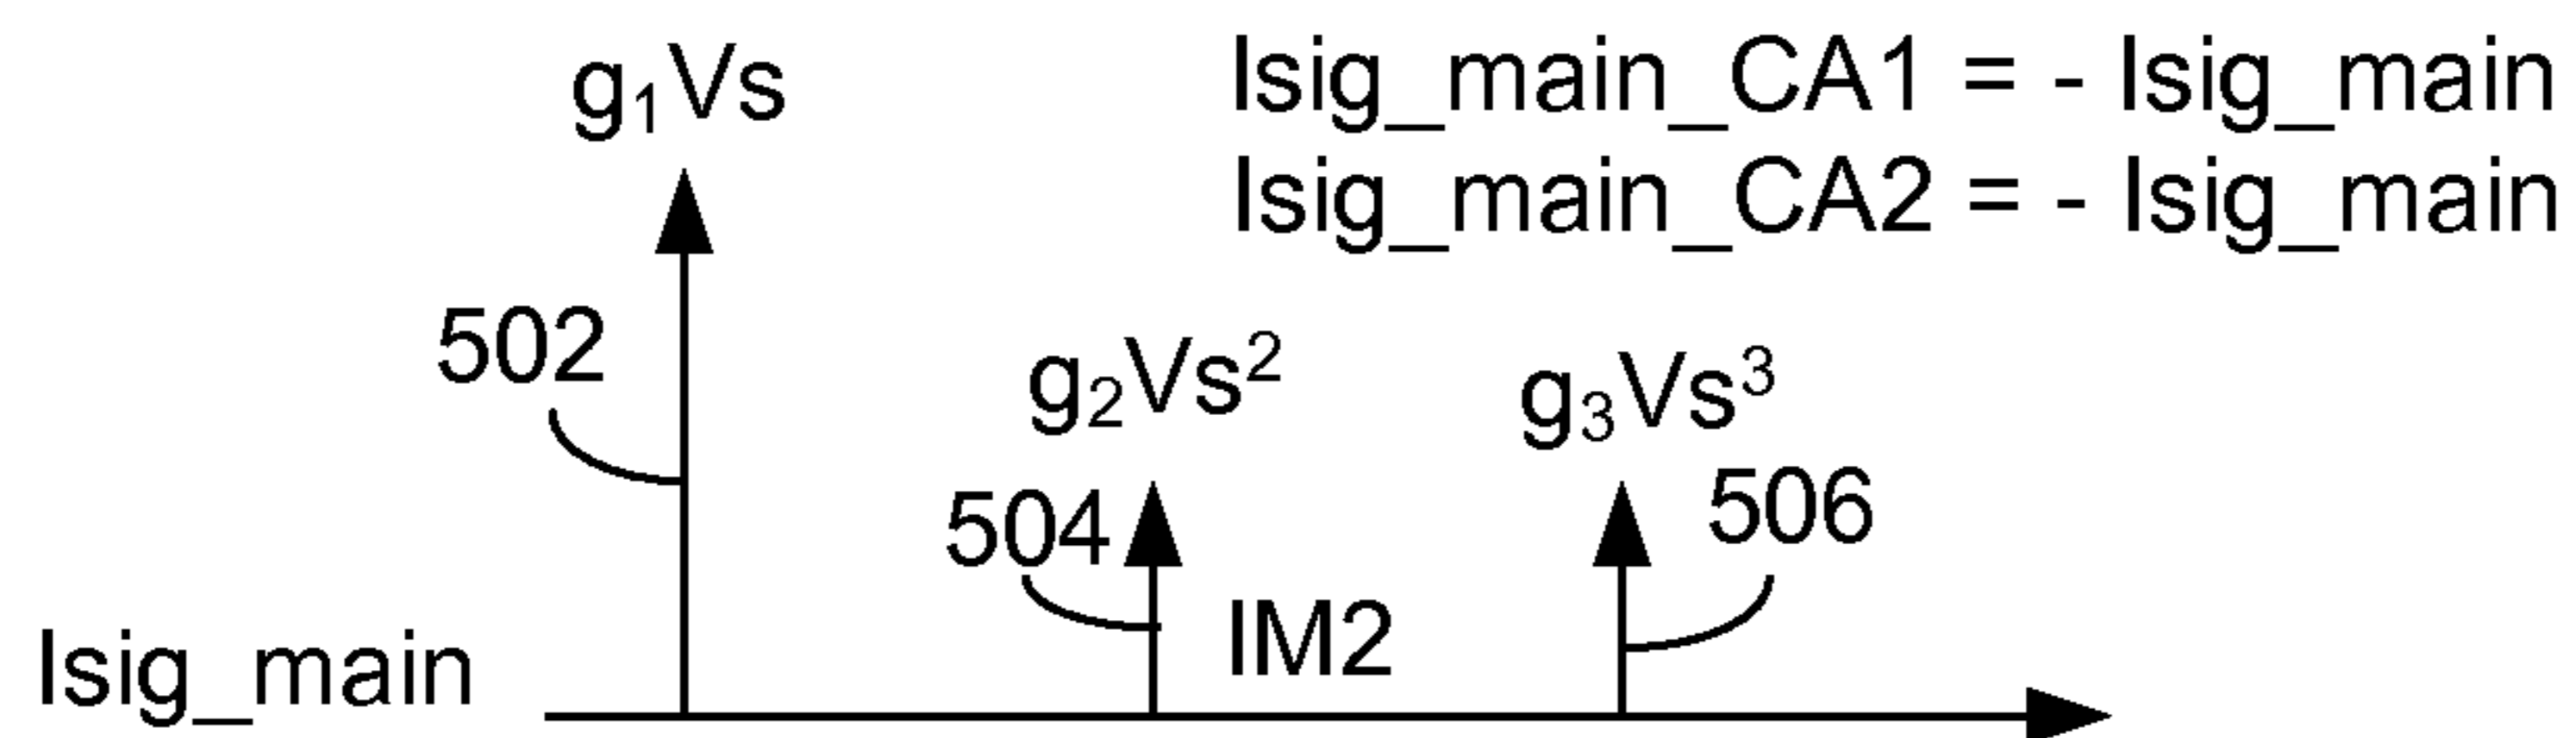 g₁Vs
Isig_main_CA1 = - Isig_main
Isig_main_CA2 = - Isig_main
502
g₂Vs²
g₃Vs³
504
506
IM2
Isig_main